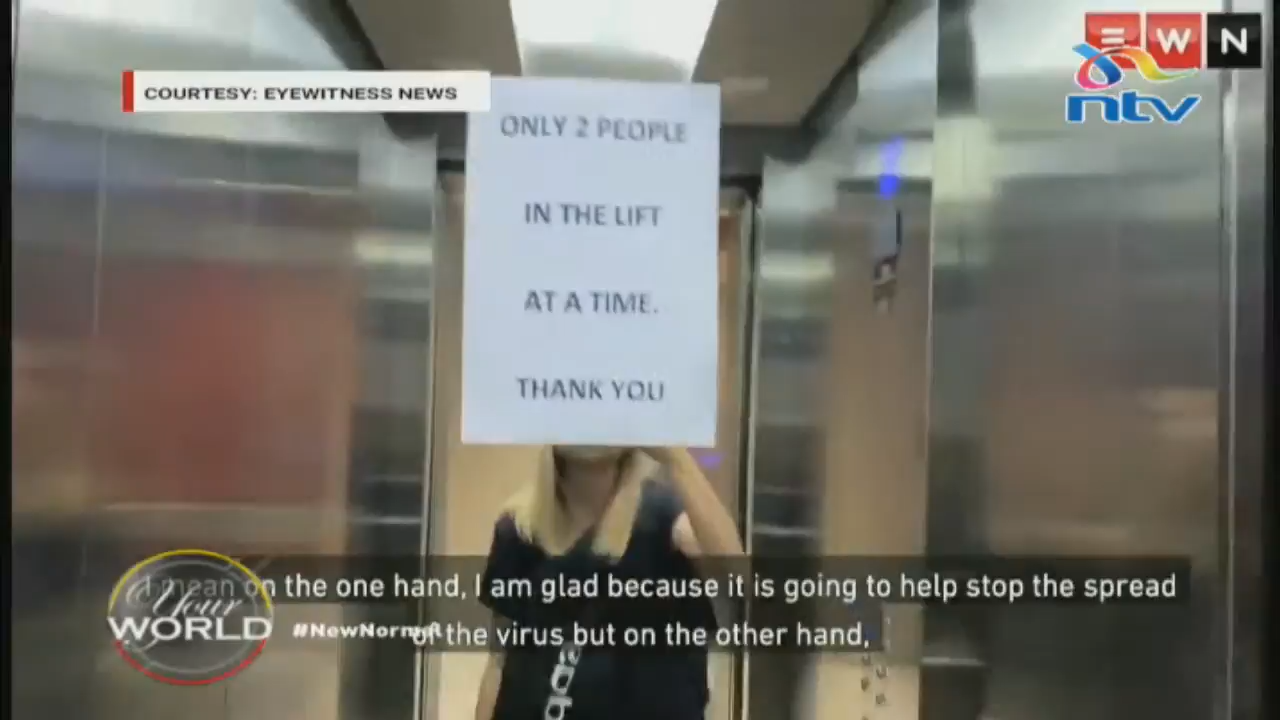 EWN
ntv
COURTESY: EYEWITNESS NEWS
ONLY 2 PEOPLE
IN THE LIFT
AT A TIME.
THANK YOU
I mean on the one hand, I am glad because it is going to help stop the spread
of the virus but on the other hand,
Your
WORLD
#NewNormal